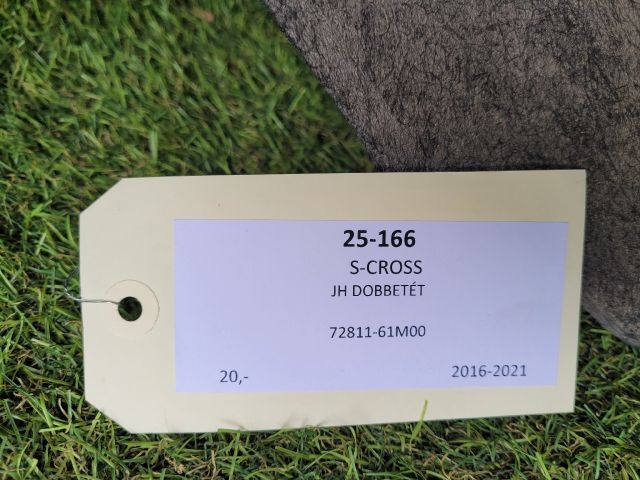 25-166
S-CROSS
JH DOBBETÉT
72811-61M00
20,- 2016-2021